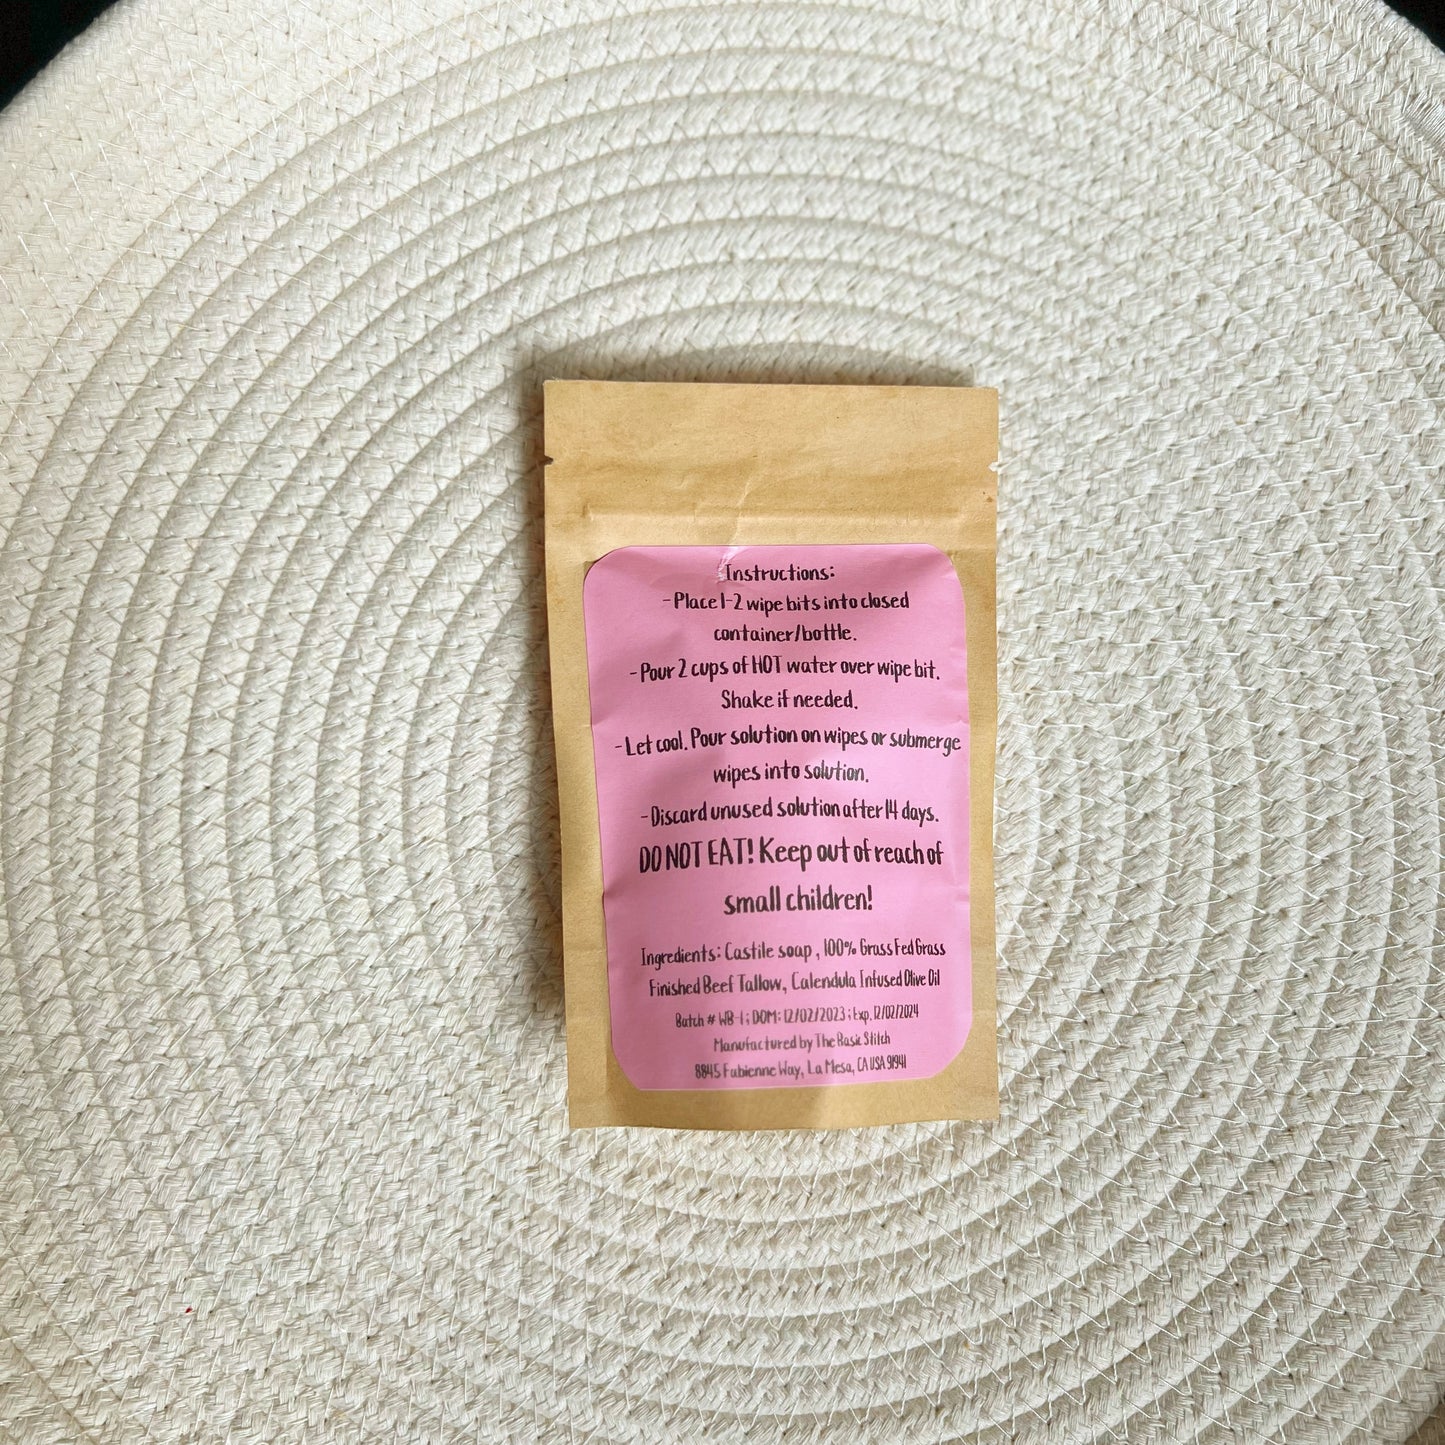 Instructions:
-Place 1-2 wipe bits into closed
container/bottle.
-Pour 2 cups of HOT water over wipe bit.
Shake if needed.
-Let cool. Pour solution on wipes or submerge
wipes into solution.
-Discard unused solution after 14 days.
DO NOT EAT! Keep out of reach of
small children!
Ingredients: Castile soap, 100% Grass Fed Grass
Finished Beef Tallow, Calendula Infused Olive Oil
Batch # WB-1; DOM: 12/02/2023; Exp. 12/02/2024
Manufactured by The Basic Stitch
8845 Fabienne Way, La Mesa, CA USA 91941